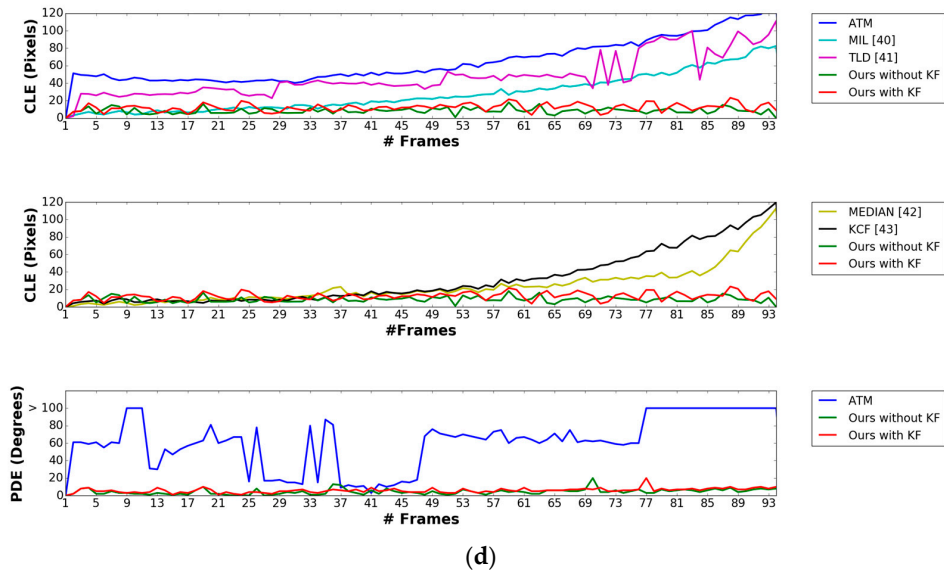 120
100
80
60
40
20
0
CLE (Pixels)
1 5 9 13 17 21 25 29 33 37 41 45 49 53 57 61 65 69 73 77 81 85 89 93
# Frames
ATM
MIL [40]
TLD [41]
Ours without KF
Ours with KF
120
100
80
60
40
20
0
CLE (Pixels)
1 5 9 13 17 21 25 29 33 37 41 45 49 53 57 61 65 69 73 77 81 85 89 93
#Frames
MEDIAN [42]
KCF [43]
Ours without KF
Ours with KF
> 100
80
60
40
20
0
PDE (Degrees)
1 5 9 13 17 21 25 29 33 37 41 45 49 53 57 61 65 69 73 77 81 85 89 93
# Frames
ATM
Ours without KF
Ours with KF
(d)